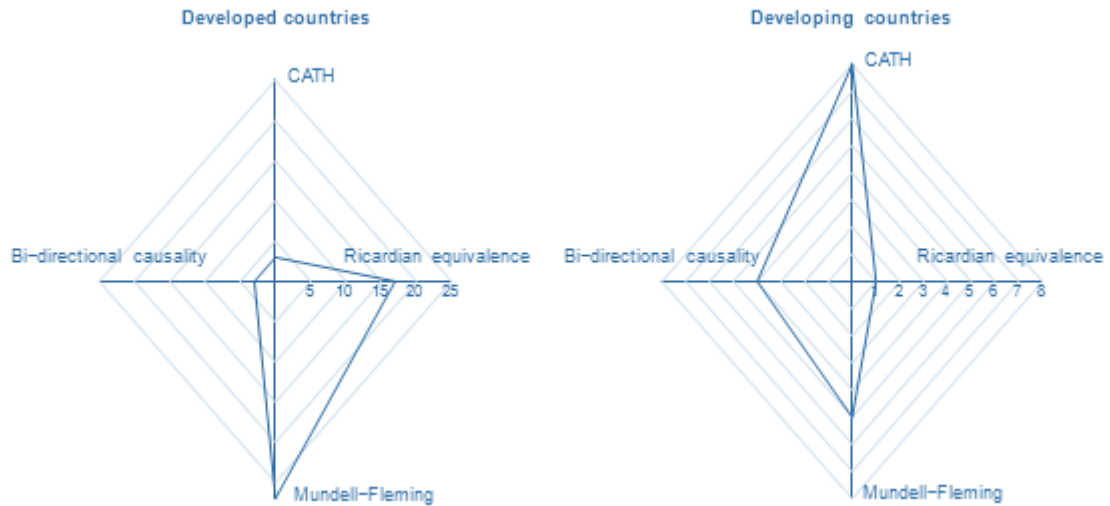 Developed countries
CATH
Bi-directional causality
Ricardian equivalence
5 10 15 20 25
Mundell-Fleming
Developing countries
CATH
Bi-directional causality
Ricardian equivalence
1 2 3 4 5 6 7 8
Mundell-Fleming